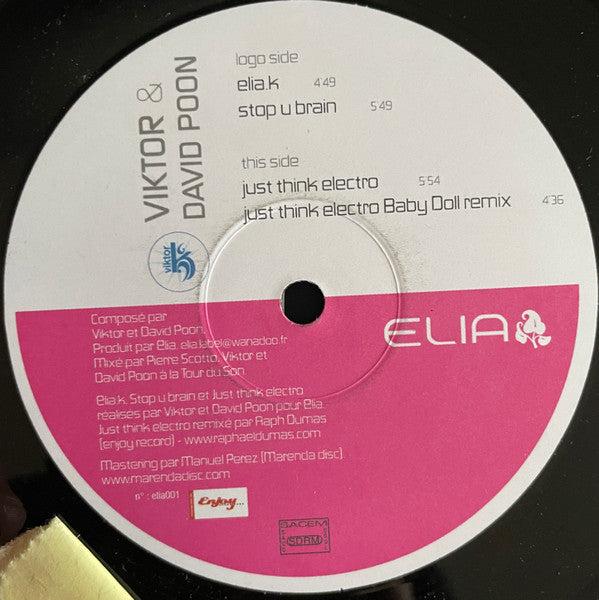 VIKTOR &
DAVID POON
logo side
elia.k 4'49
stop u brain 5'49
this side
just think electro 5'54
just think electro Baby Doll remix 4'36
viktor
ELIA
Composé par
Viktor et David Poon.
Produit par Elia. elia.label@wanadoo.fr
Mixé par Pierre Scotto, Viktor et
David Poon à la Tour du Son.
Elia.k, Stop u brain et Just think electro
réalisés par Viktor et David Poon pour Elia.
Just think electro remixé par Raph Dumas
(enjoy record) - www.raphaeldumas.com
Mastering par Manuel Perez (Marenda disc).
www.marendadisc.com
n° : elia001
Enjoy...
SACEM
SDRM